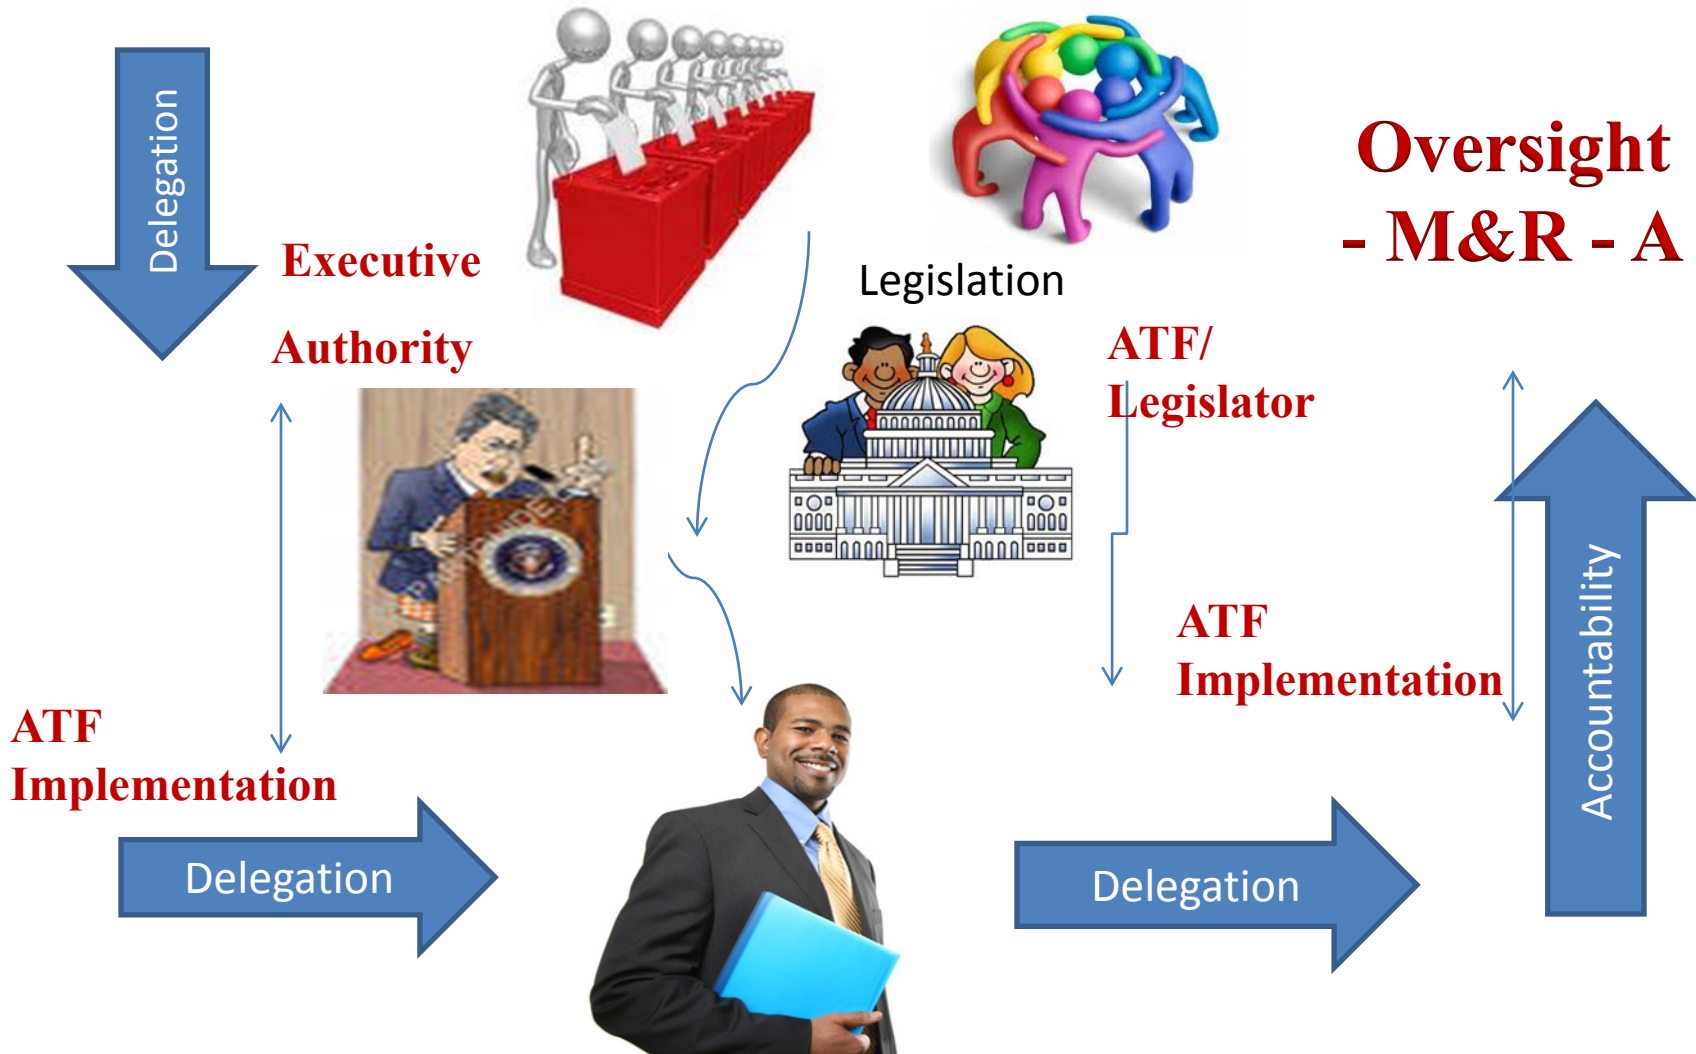 Delegation
Executive
Authority
Legislation
Oversight
- M&R - A
ATF/
Legislator
ATF
Implementation
ATF
Implementation
Accountability
Delegation
Delegation